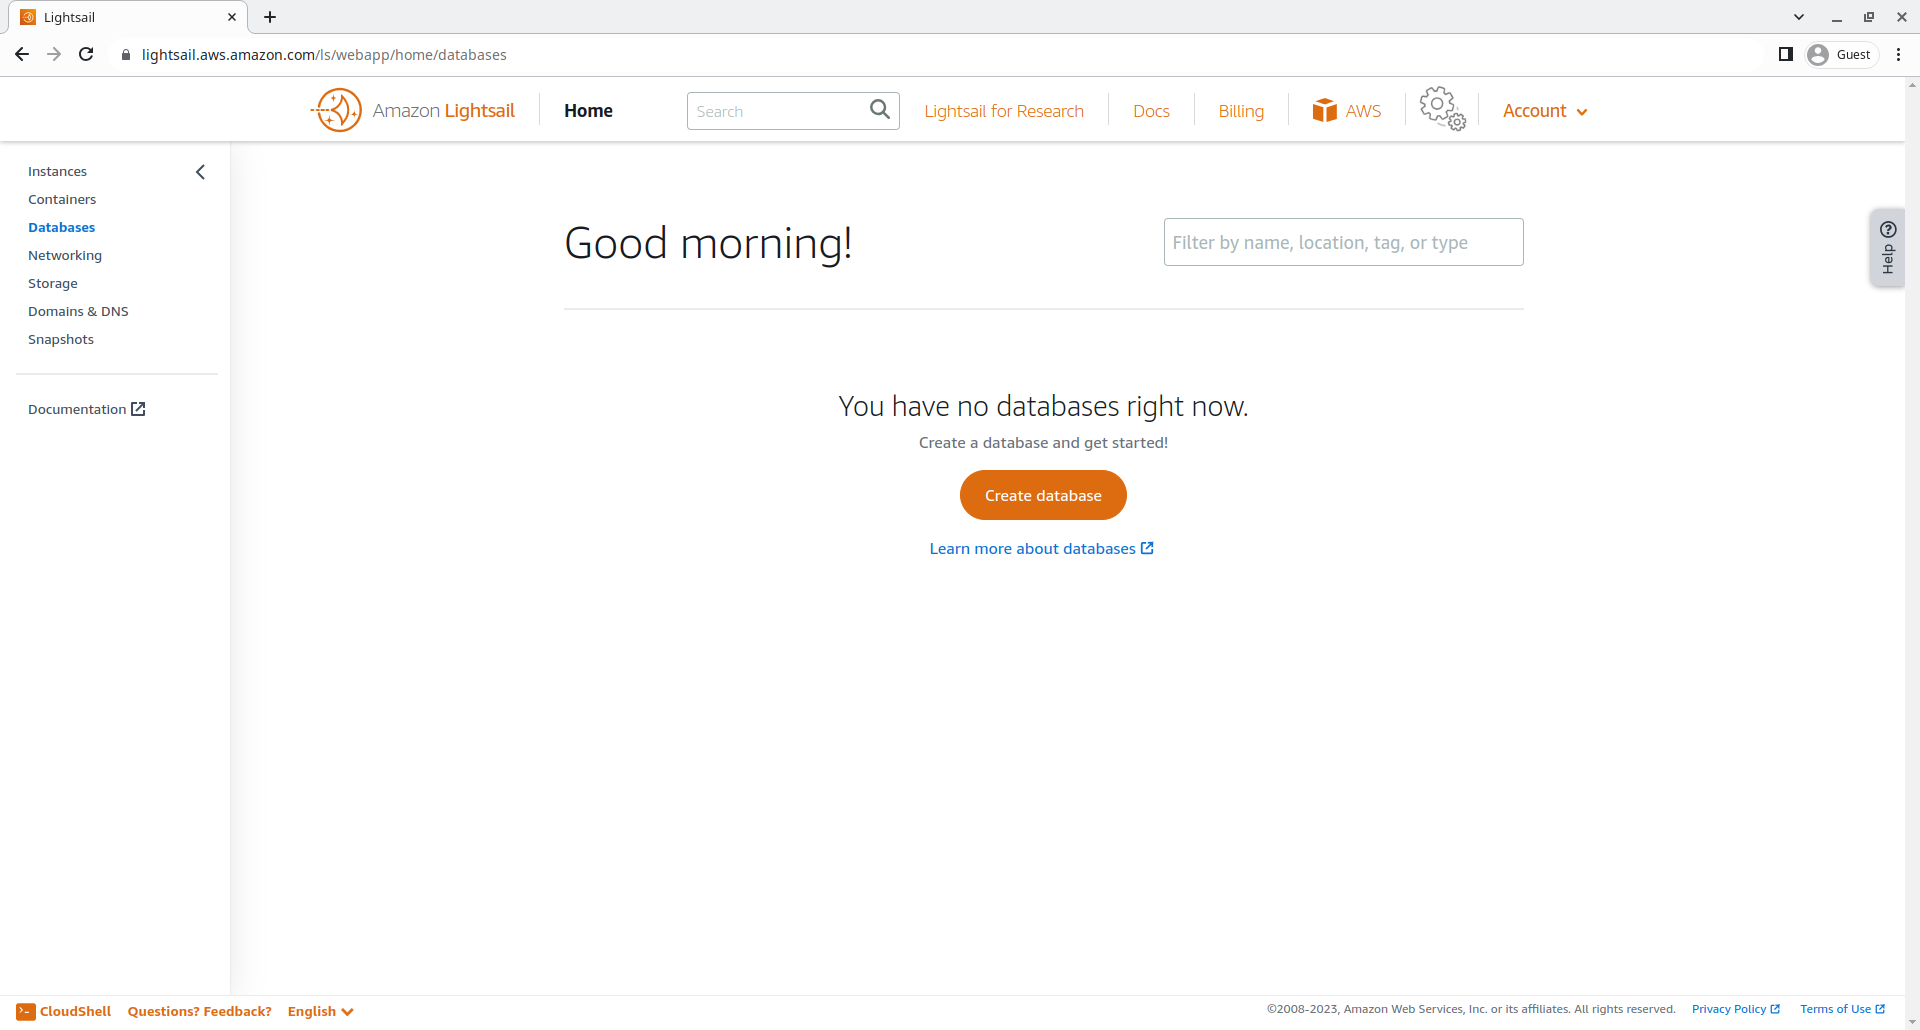 Lightsail
lightsail.aws.amazon.com/ls/webapp/home/databases
Guest
Amazon Lightsail
Home
Search
Lightsail for Research
Docs
Billing
AWS
Account
Instances
Containers
Databases
Networking
Storage
Domains & DNS
Snapshots
Documentation
Good morning!
Filter by name, location, tag, or type
Help
You have no databases right now.
Create a database and get started!
Create database
Learn more about databases
CloudShell
Questions? Feedback?
English
©2008-2023, Amazon Web Services, Inc. or its affiliates. All rights reserved.
Privacy Policy
Terms of Use